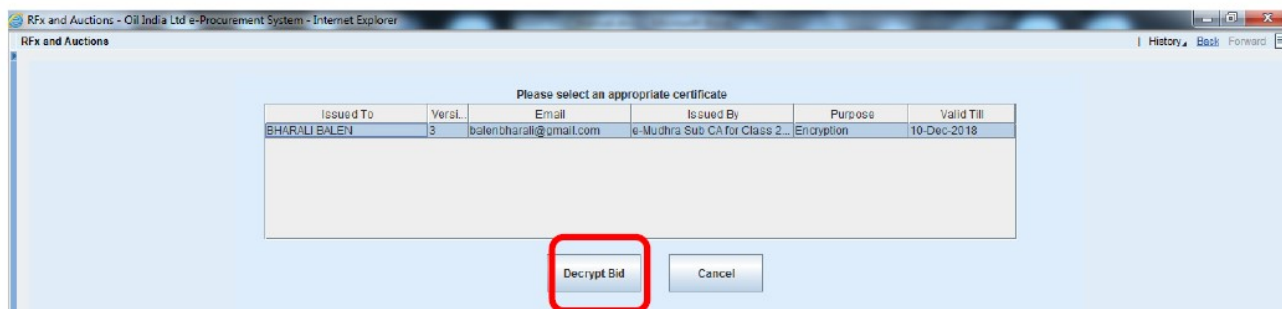 RFx and Auctions - Oil India Ltd e-Procurement System - Internet Explorer
RFx and Auctions | History Back Forward
Please select an appropriate certificate
Issued To Versi... Email Issued By Purpose Valid Till
BHARALI BALEN 3 balenbharali@gmail.com e-Mudhra Sub CA for Class 2... Encryption 10-Dec-2018
Decrypt Bid Cancel